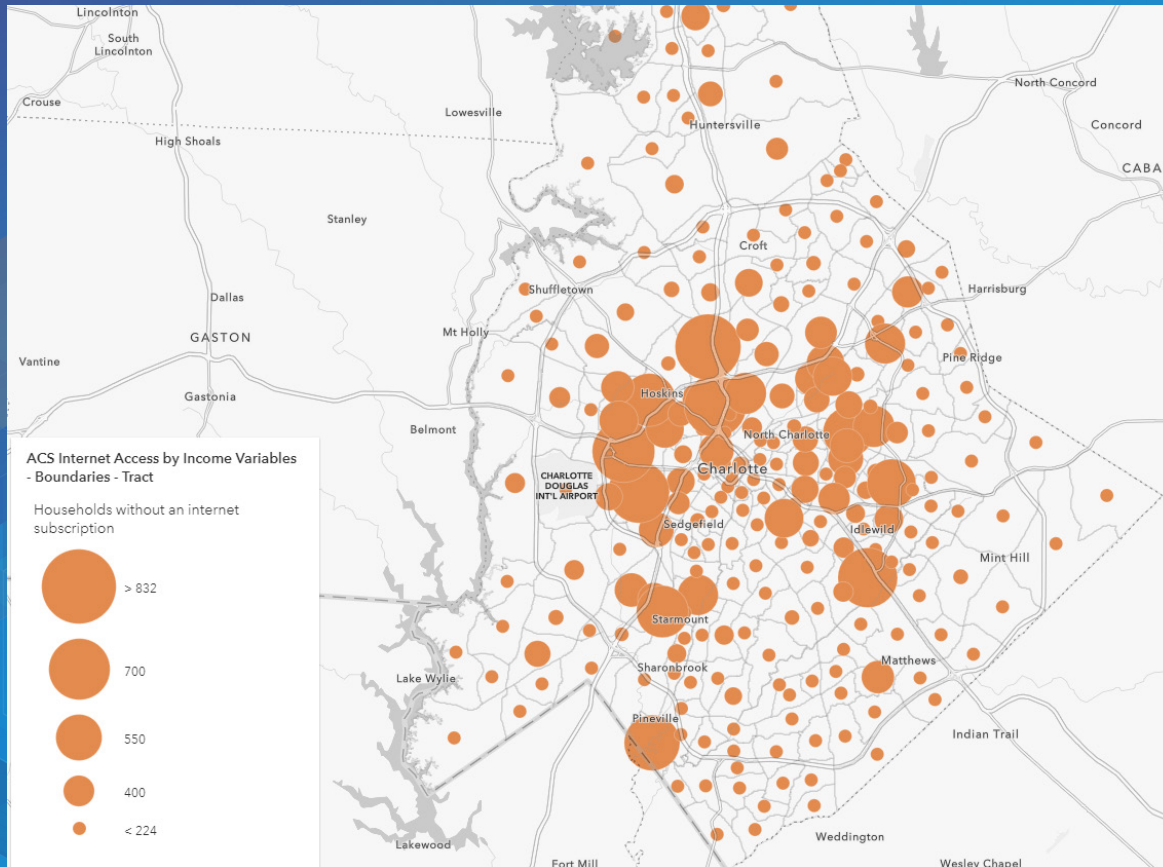 Lincolnton
South
Lincolnton
North Concord
Crouse
Lowesville
Huntersville
Concord
High Shoals
CABA
Stanley
Croft
Shuffletown
Harrisburg
Dallas
Mt Holly
GASTON
Pine Ridge
Vantine
Hoskins
Gastonia
Belmont
North Charlotte
ACS Internet Access by Income Variables
- Boundaries - Tract
Charlotte
CHARLOTTE
DOUGLAS
INT'L AIRPORT
Households without an internet
subscription
Sedgefield
Idlewild
Mint Hill
> 832
Starmount
700
Sharonbrook
Matthews
Lake Wylie
Pineville
550
Indian Trail
400
< 224
Weddington
Lakewood
Fort Mill
Wesley Chapel